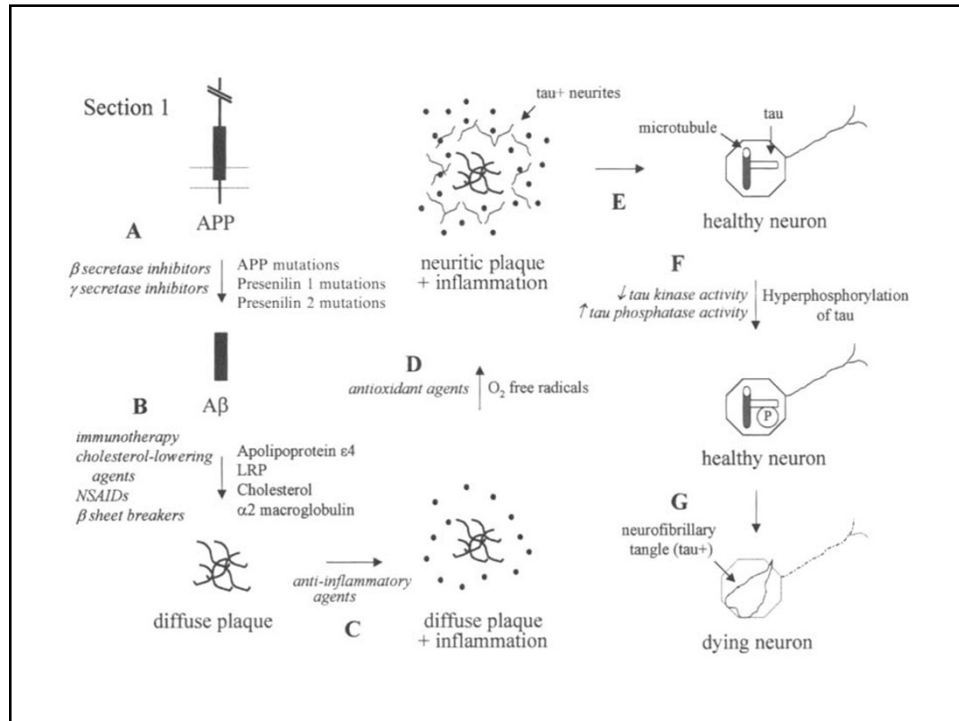 Section 1
APP
A
β secretase inhibitors
γ secretase inhibitors
APP mutations
Presenilin 1 mutations
Presenilin 2 mutations
Aβ
B
immunotherapy
cholesterol-lowering
agents
NSAIDs
β sheet breakers
Apolipoprotein ε4
LRP
Cholesterol
α2 macroglobulin
diffuse plaque
anti-inflammatory
agents
C
diffuse plaque
+ inflammation
D
antioxidant agents
O2 free radicals
tau+ neurites
neuritic plaque
+ inflammation
E
microtubule
tau
healthy neuron
F
↓ tau kinase activity
↑ tau phosphatase activity
Hyperphosphorylation
of tau
P
healthy neuron
G
neurofibrillary
tangle (tau+)
dying neuron